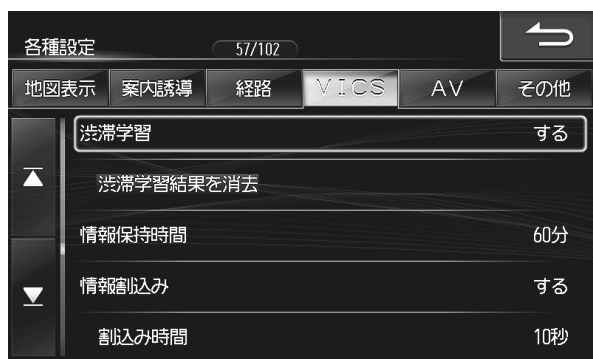 各種設定 57/102
地図表示 案内誘導 経路 VICS AV その他
渋滞学習 する
渋滞学習結果を消去
情報保持時間 60分
情報割込み する
割込み時間 10秒